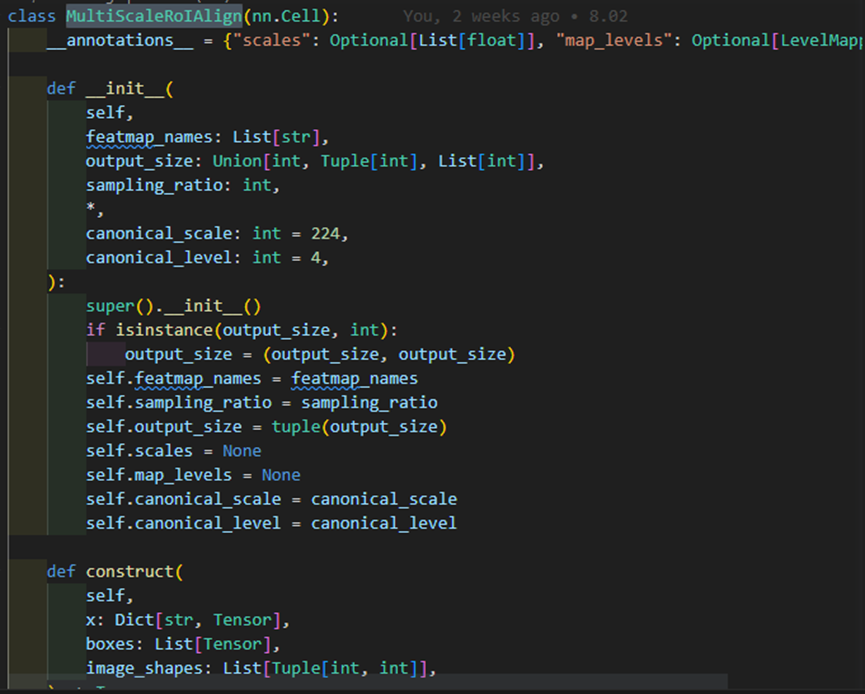 class MultiScaleRoIAlign(nn.Cell): You, 2 weeks ago • 8.02
    __annotations__ = {"scales": Optional[List[float]], "map_levels": Optional[LevelMapp

    def __init__(
        self,
        featmap_names: List[str],
        output_size: Union[int, Tuple[int], List[int]],
        sampling_ratio: int,
        *,
        canonical_scale: int = 224,
        canonical_level: int = 4,
    ):
        super().__init__()
        if isinstance(output_size, int):
            output_size = (output_size, output_size)
        self.featmap_names = featmap_names
        self.sampling_ratio = sampling_ratio
        self.output_size = tuple(output_size)
        self.scales = None
        self.map_levels = None
        self.canonical_scale = canonical_scale
        self.canonical_level = canonical_level

    def construct(
        self,
        x: Dict[str, Tensor],
        boxes: List[Tensor],
        image_shapes: List[Tuple[int, int]],